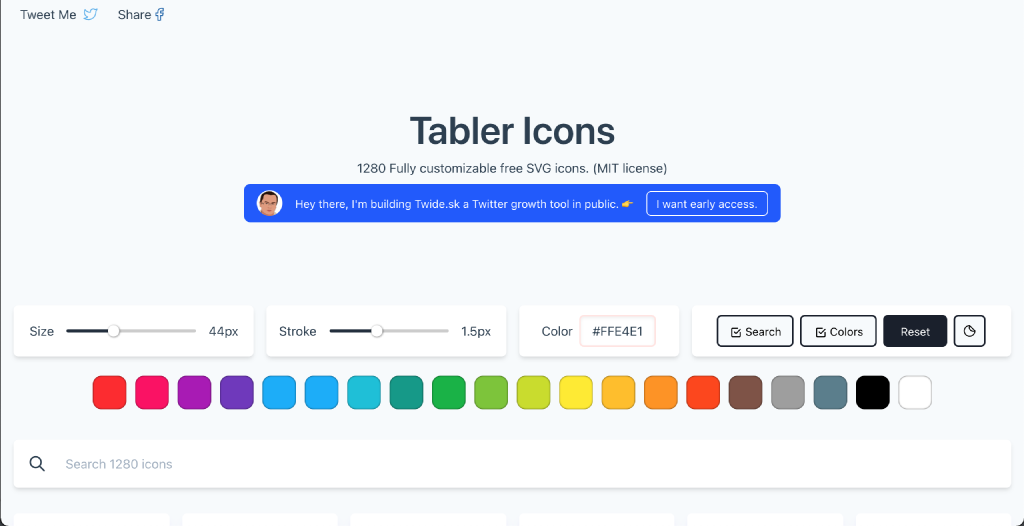 Tweet Me Share
Tabler Icons
1280 Fully customizable free SVG icons. (MIT license)
Hey there, I'm building Twide.sk a Twitter growth tool in public. 👉 I want early access.
Size 44px Stroke 1.5px Color #FFE4E1 Search Colors Reset
Search 1280 icons